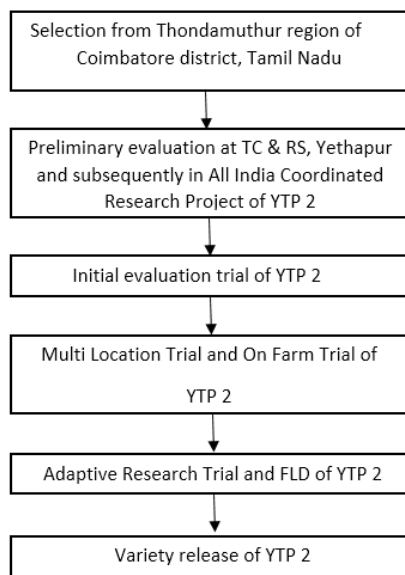 Selection from Thondamuthur region of
Coimbatore district, Tamil Nadu
Preliminary evaluation at TC & RS, Yethapur
and subsequently in All India Coordinated
Research Project of YTP 2
Initial evaluation trial of YTP 2
Multi Location Trial and On Farm Trial of
YTP 2
Adaptive Research Trial and FLD of YTP 2
Variety release of YTP 2